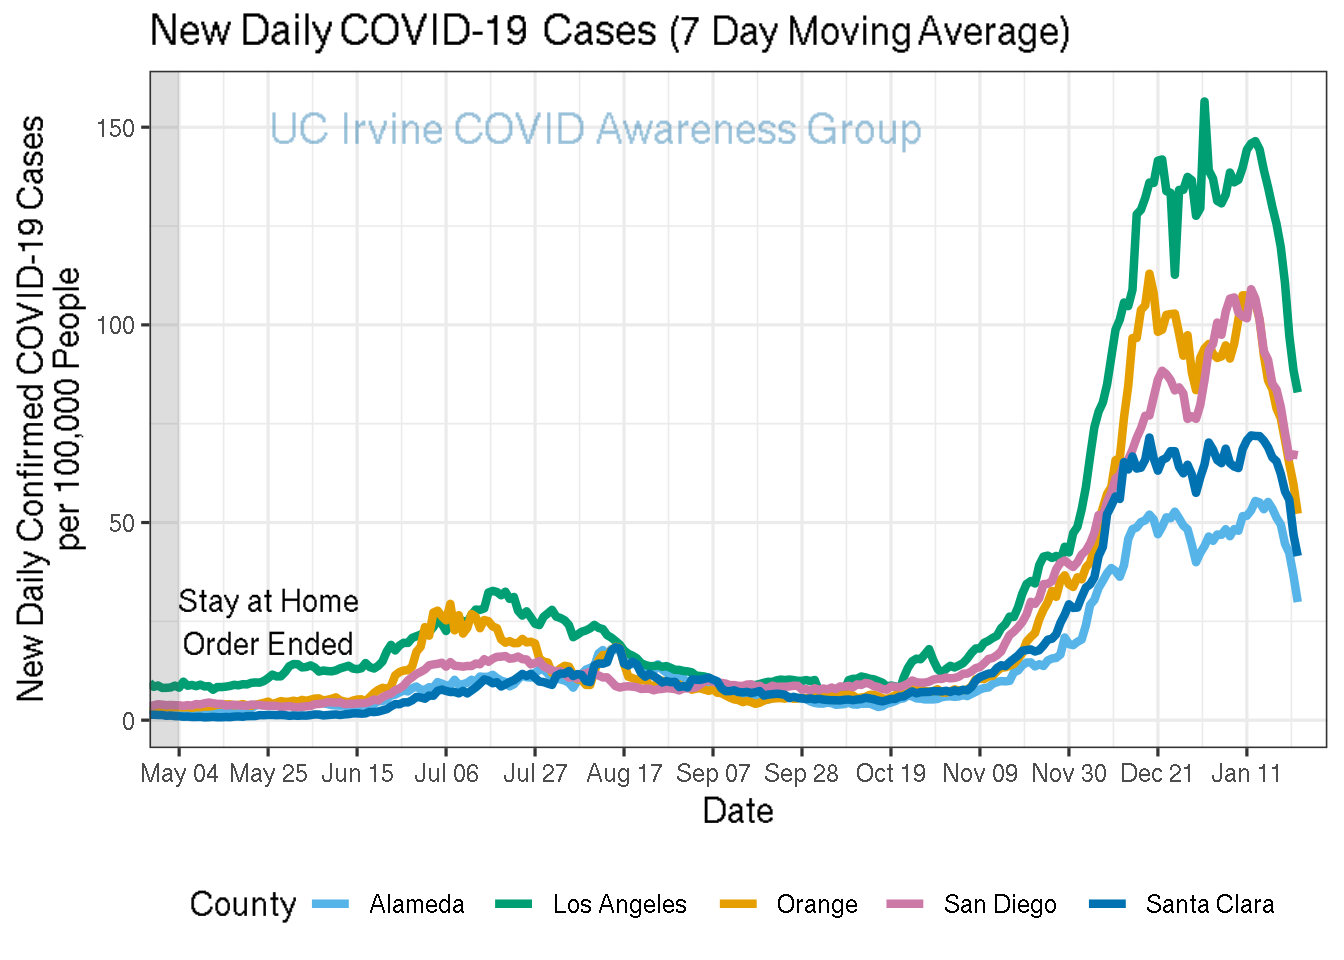 New Daily COVID-19 Cases (7 Day Moving Average)
UC Irvine COVID Awareness Group
New Daily Confirmed COVID-19 Cases
per 100,000 People
150
100
50
0
Stay at Home
Order Ended
May 04 May 25 Jun 15 Jul 06 Jul 27 Aug 17 Sep 07 Sep 28 Oct 19 Nov 09 Nov 30 Dec 21 Jan 11
Date
County Alameda Los Angeles Orange San Diego Santa Clara